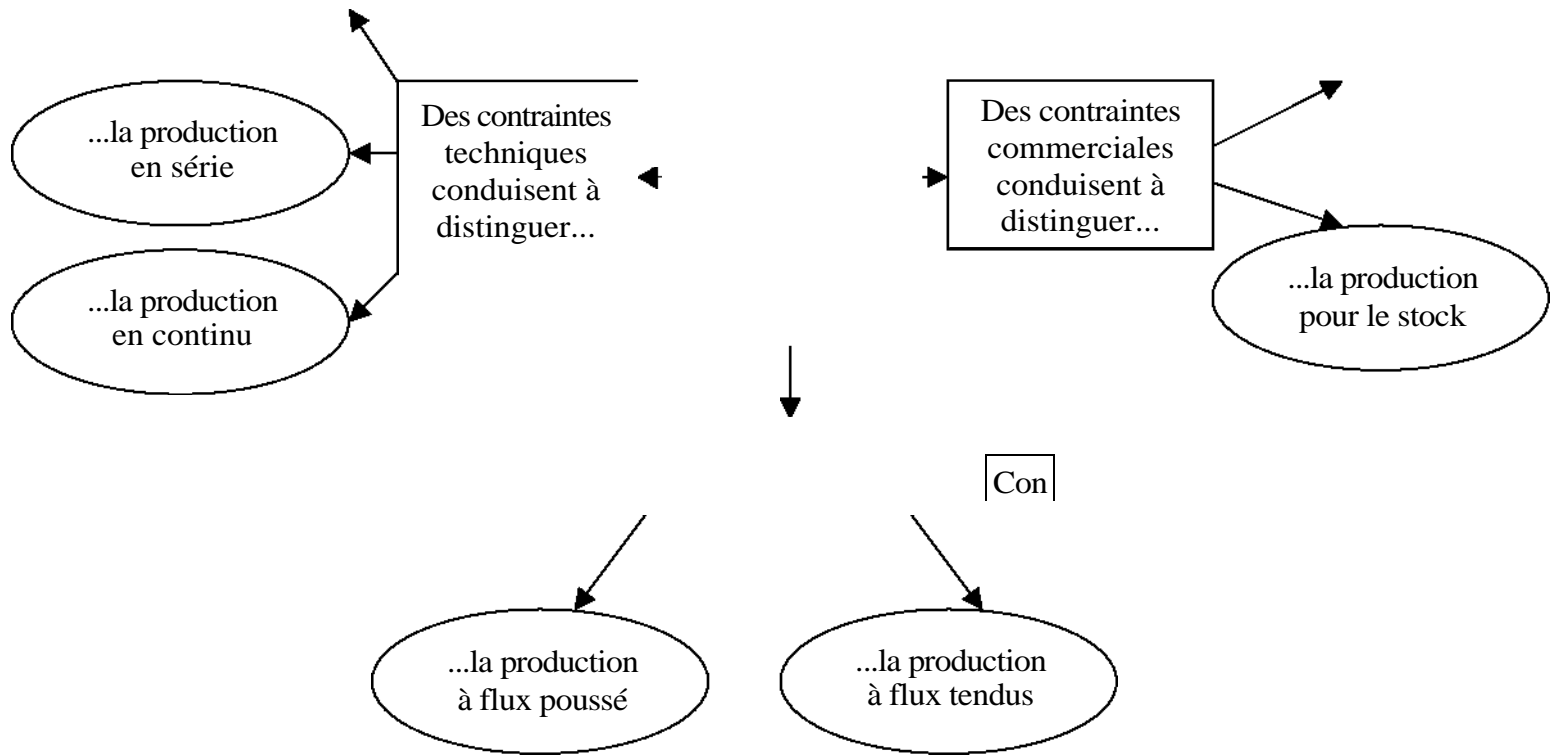 ...la production
en série
Des contraintes
techniques
conduisent à
distinguer...
Des contraintes
commerciales
conduisent à
distinguer...
...la production
en continu
...la production
pour le stock
Con
...la production
à flux poussé
...la production
à flux tendus